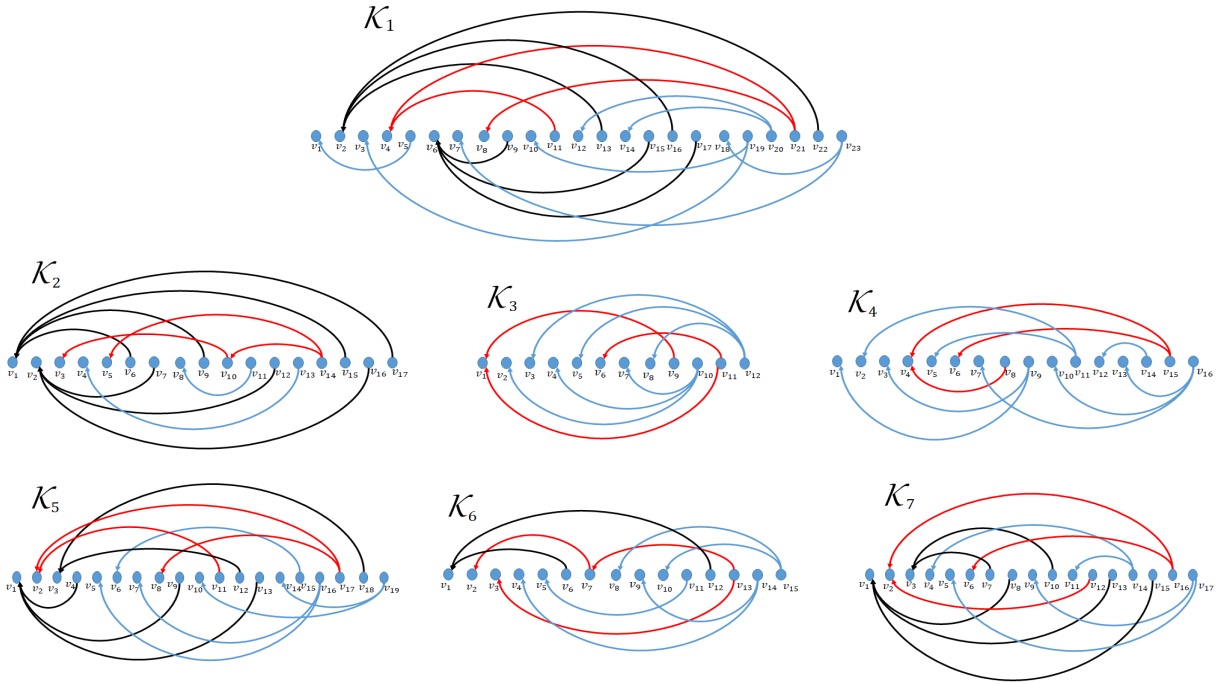 𝒦₁
v₁ v₂ v₃ v₄ v₅ v₆ v₇ v₈ v₉ v₁₀ v₁₁ v₁₂ v₁₃ v₁₄ v₁₅ v₁₆ v₁₇ v₁₈ v₁₉ v₂₀ v₂₁ v₂₂ v₂₃
𝒦₂
v₁ v₂ v₃ v₄ v₅ v₆ v₇ v₈ v₉ v₁₀ v₁₁ v₁₂ v₁₃ v₁₄ v₁₅ v₁₆ v₁₇
𝒦₃
v₁ v₂ v₃ v₄ v₅ v₆ v₇ v₈ v₉ v₁₀ v₁₁ v₁₂
𝒦₄
v₁ v₂ v₃ v₄ v₅ v₆ v₇ v₈ v₉ v₁₀ v₁₁ v₁₂ v₁₃ v₁₄ v₁₅ v₁₆
𝒦₅
v₁ v₂ v₃ v₄ v₅ v₆ v₇ v₈ v₉ v₁₀ v₁₁ v₁₂ v₁₃ v₁₄ v₁₅ v₁₆ v₁₇ v₁₈ v₁₉
𝒦₆
v₁ v₂ v₃ v₄ v₅ v₆ v₇ v₈ v₉ v₁₀ v₁₁ v₁₂ v₁₃ v₁₄ v₁₅
𝒦₇
v₁ v₂ v₃ v₄ v₅ v₆ v₇ v₈ v₉ v₁₀ v₁₁ v₁₂ v₁₃ v₁₄ v₁₅ v₁₆ v₁₇